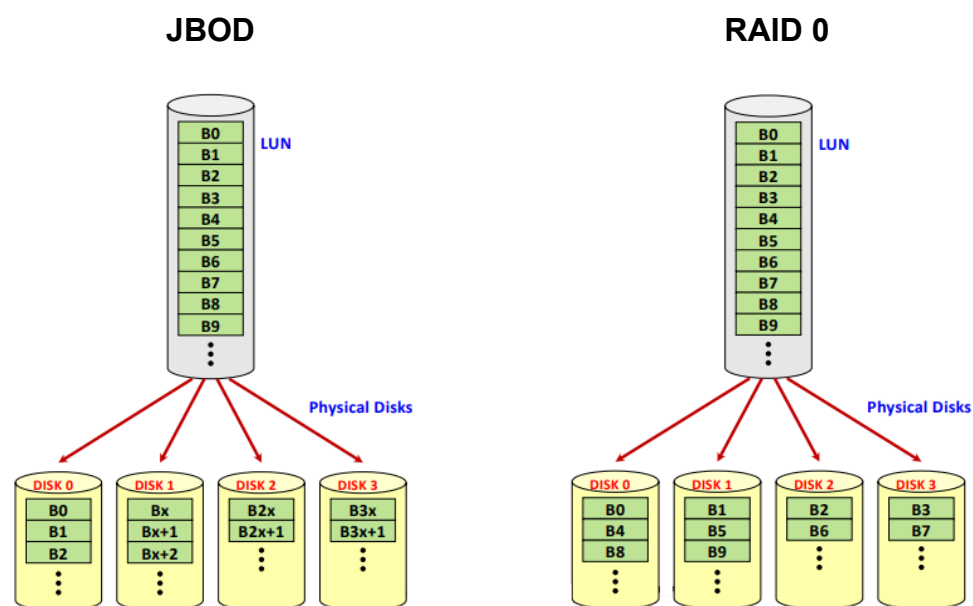 JBOD
B0
B1
B2
B3
B4
B5
B6
B7
B8
B9
LUN
Physical Disks
DISK 0
B0
B1
B2
DISK 1
Bx
Bx+1
Bx+2
DISK 2
B2x
B2x+1
DISK 3
B3x
B3x+1
RAID 0
B0
B1
B2
B3
B4
B5
B6
B7
B8
B9
LUN
Physical Disks
DISK 0
B0
B4
B8
DISK 1
B1
B5
B9
DISK 2
B2
B6
DISK 3
B3
B7